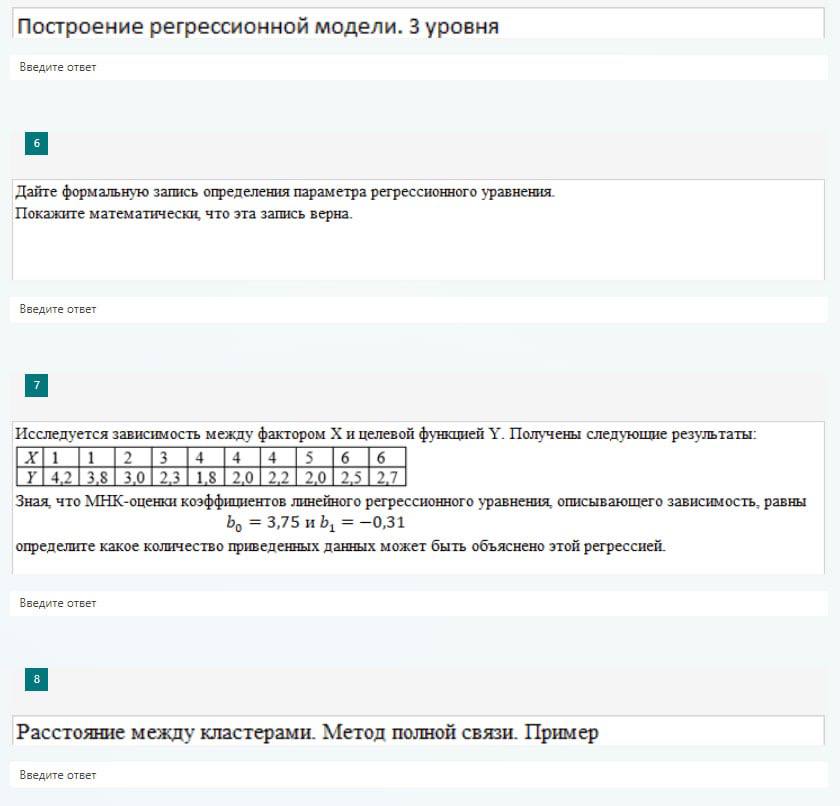 Построение регрессионной модели. 3 уровня
Введите ответ
6
Дайте формальную запись определения параметра регрессионного уравнения.
Покажите математически, что эта запись верна.
Введите ответ
7
Исследуется зависимость между фактором X и целевой функцией Y. Получены следующие результаты:
X 1 1 2 3 4 4 4 5 6 6
Y 4,2 3,8 3,0 2,3 1,8 2,0 2,2 2,0 2,5 2,7
Зная, что МНК-оценки коэффициентов линейного регрессионного уравнения, описывающего зависимость, равны
b₀ = 3,75 и b₁ = −0,31
определите какое количество приведенных данных может быть объяснено этой регрессией.
Введите ответ
8
Расстояние между кластерами. Метод полной связи. Пример
Введите ответ